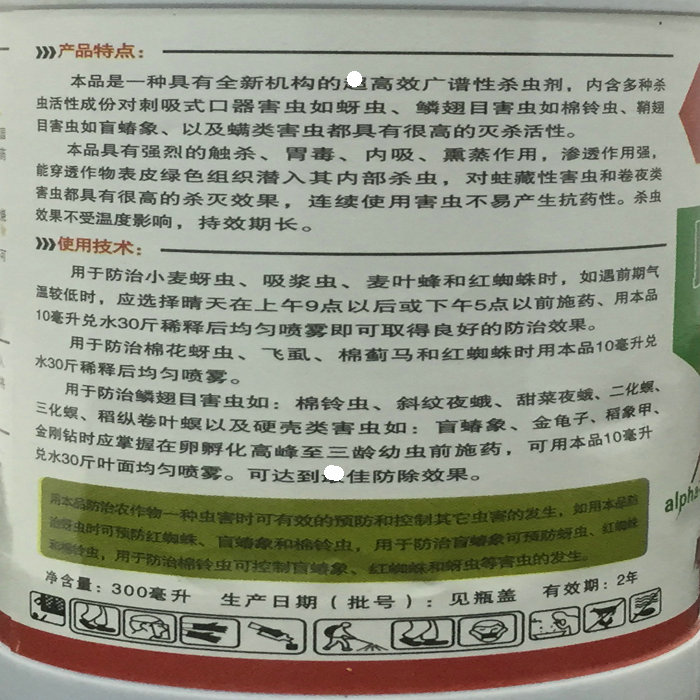 产品特点：
本品是一种具有全新机构的超高效广谱性杀虫剂，内含多种杀
虫活性成份对刺吸式口器害虫如蚜虫、鳞翅目害虫如棉铃虫、鞘翅
目害虫如盲蝽象、以及螨类害虫都具有很高的灭杀活性。
本品具有强烈的触杀、胃毒、内吸、熏蒸作用，渗透作用强，
能穿透作物表皮绿色组织潜入其内部杀虫，对蛀藏性害虫和卷夜类
害虫都具有很高的杀灭效果，连续使用害虫不易产生抗药性。杀虫
效果不受温度影响，持效期长。
使用技术：
用于防治小麦蚜虫、吸浆虫、麦叶蜂和红蜘蛛时，如遇前期气
温较低时，应选择晴天在上午9点以后或下午5点以前施药、用本品
10毫升兑水30斤稀释后均匀喷雾即可取得良好的防治效果。
用于防治棉花蚜虫、飞虱、棉蓟马和红蜘蛛时用本品10毫升兑
水30斤稀释后均匀喷雾。
用于防治鳞翅目害虫如：棉铃虫、斜纹夜蛾、甜菜夜蛾、二化螟、
三化螟、稻纵卷叶螟以及硬壳类害虫如：盲蝽象、金龟子、稻象甲、
金刚钻时应掌握在卵孵化高峰至三龄幼虫前施药，可用本品10毫升
兑水30斤叶面均匀喷雾。可达到最佳防除效果。
用本品防治农作物一种虫害时可有效的预防和控制其它虫害的发生，如用本品防
治蚜虫时可预防红蜘蛛、盲蝽象和棉铃虫，用于防治盲蝽象可预防蚜虫、红蜘蛛
和棉铃虫，用于防治棉铃虫可控制盲蝽象、红蜘蛛和蚜虫等害虫的发生。
净含量：300毫升 生产日期（批号）：见瓶盖 有效期：2年
alpha